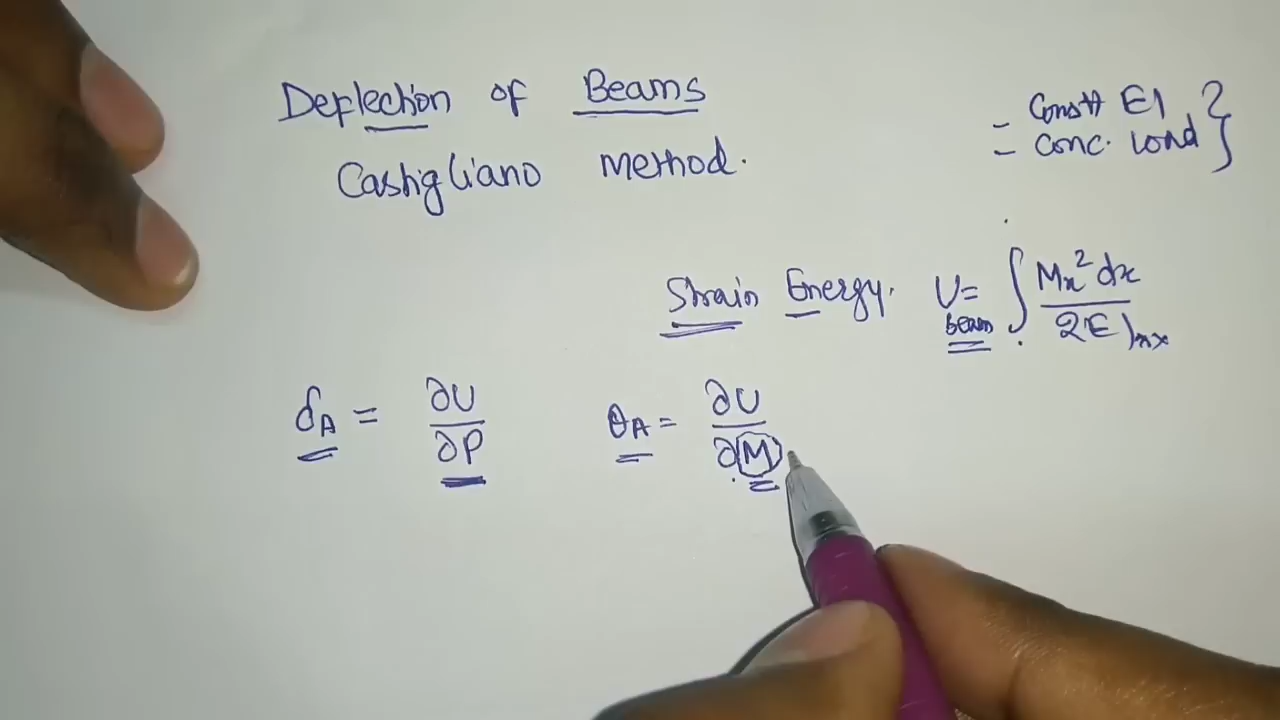 Deflection of Beams
Castigliano method.
- Constt EI
- Conc. Load }
Strain Energy. U = ∫ Mx² dx / 2EIxx
Beam
δA = ∂U / ∂P   θA = ∂U / ∂M